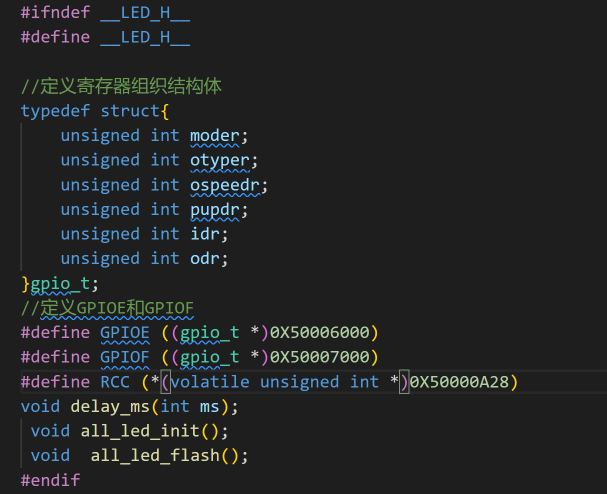 #ifndef __LED_H__
#define __LED_H__
//定义寄存器组织结构体
typedef struct{
unsigned int moder;
unsigned int otyper;
unsigned int ospeedr;
unsigned int pupdr;
unsigned int idr;
unsigned int odr;
}gpio_t;
//定义GPIOE和GPIOF
#define GPIOE ((gpio_t *)0X50006000)
#define GPIOF ((gpio_t *)0X50007000)
#define RCC (*(volatile unsigned int *)0X50000A28)
void delay_ms(int ms);
void all_led_init();
void  all_led_flash();
#endif